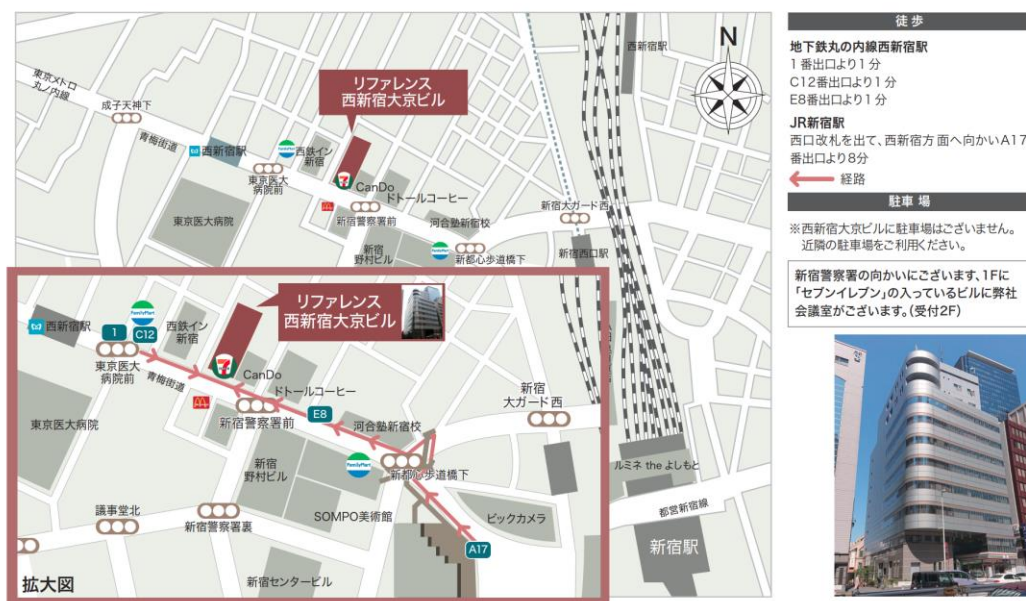 東京メトロ
丸ノ内線
成子天神下
青梅街道
西新宿駅
FamilyMart
西鉄イン
新宿
東京医大
病院前
東京医大病院
リファレンス
西新宿大京ビル
7
CanDo
ドトールコーヒー
新宿警察署前
河合塾新宿校
新宿
野村ビル
FamilyMart
新都心歩道橋下
新宿大ガード西
新宿西口駅
西新宿駅
N
ルミネ the よしもと
都営新宿線
新宿駅
リファレンス
西新宿大京ビル
西新宿駅
1
FamilyMart
C12
西鉄イン
新宿
東京医大
病院前
青梅街道
7
CanDo
ドトールコーヒー
新宿警察署前
E8
河合塾新宿校
新宿
大ガード西
東京医大病院
新宿
野村ビル
FamilyMart
新都心歩道橋下
議事堂北
新宿警察署裏
SOMPO美術館
ビックカメラ
A17
新宿センタービル
拡大図
徒歩
地下鉄丸の内線西新宿駅
1番出口より1分
C12番出口より1分
E8番出口より1分
JR新宿駅
西口改札を出て、西新宿方面へ向かいA17
番出口より8分
経路
駐車場
※西新宿大京ビルに駐車場はございません。
近隣の駐車場をご利用ください。
新宿警察署の向かいにございます、1Fに
「セブンイレブン」の入っているビルに弊社
会議室がございます。(受付2F)